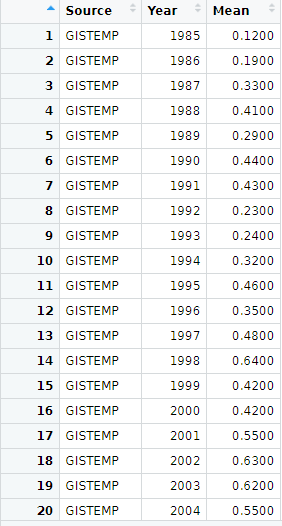 Source Year Mean
1 GISTEMP 1985 0.1200
2 GISTEMP 1986 0.1900
3 GISTEMP 1987 0.3300
4 GISTEMP 1988 0.4100
5 GISTEMP 1989 0.2900
6 GISTEMP 1990 0.4400
7 GISTEMP 1991 0.4300
8 GISTEMP 1992 0.2300
9 GISTEMP 1993 0.2400
10 GISTEMP 1994 0.3200
11 GISTEMP 1995 0.4600
12 GISTEMP 1996 0.3500
13 GISTEMP 1997 0.4800
14 GISTEMP 1998 0.6400
15 GISTEMP 1999 0.4200
16 GISTEMP 2000 0.4200
17 GISTEMP 2001 0.5500
18 GISTEMP 2002 0.6300
19 GISTEMP 2003 0.6200
20 GISTEMP 2004 0.5500